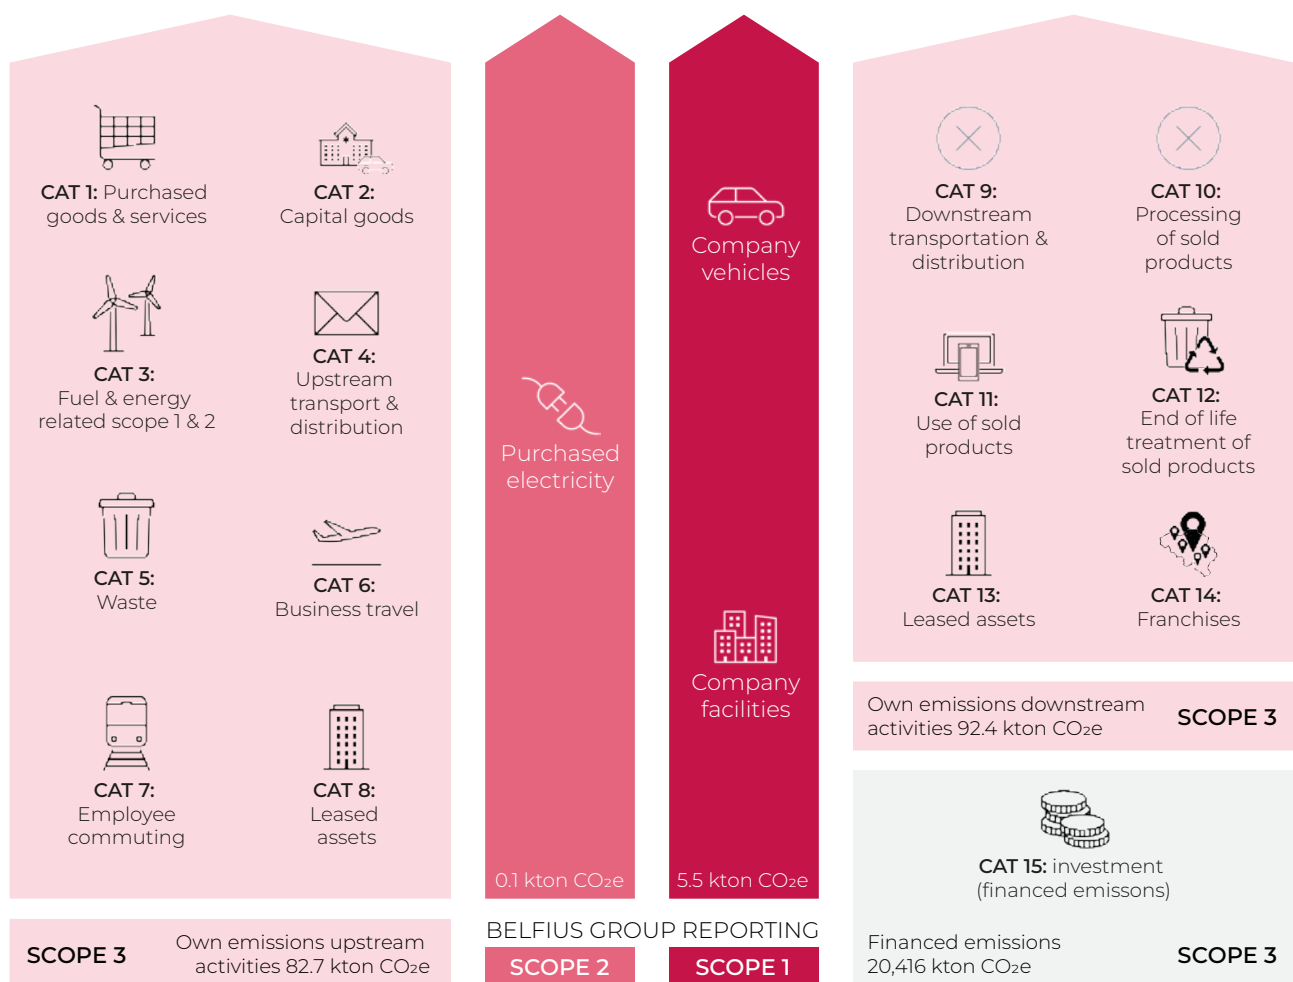 CAT 1: Purchased
goods & services
CAT 2:
Capital goods
CAT 3:
Fuel & energy
related scope 1 & 2
CAT 4:
Upstream
transport &
distribution
CAT 5:
Waste
CAT 6:
Business travel
CAT 7:
Employee
commuting
CAT 8:
Leased
assets
SCOPE 3
Own emissions upstream
activities 82.7 kton CO₂e
Purchased
electricity
0.1 kton CO₂e
Company
vehicles
Company
facilities
5.5 kton CO₂e
BELFIUS GROUP REPORTING
SCOPE 2
SCOPE 1
CAT 9:
Downstream
transportation &
distribution
CAT 10:
Processing
of sold
products
CAT 11:
Use of sold
products
CAT 12:
End of life
treatment of
sold products
CAT 13:
Leased assets
CAT 14:
Franchises
Own emissions downstream
activities 92.4 kton CO₂e
SCOPE 3
CAT 15: investment
(financed emissons)
Financed emissions
20,416 kton CO₂e
SCOPE 3